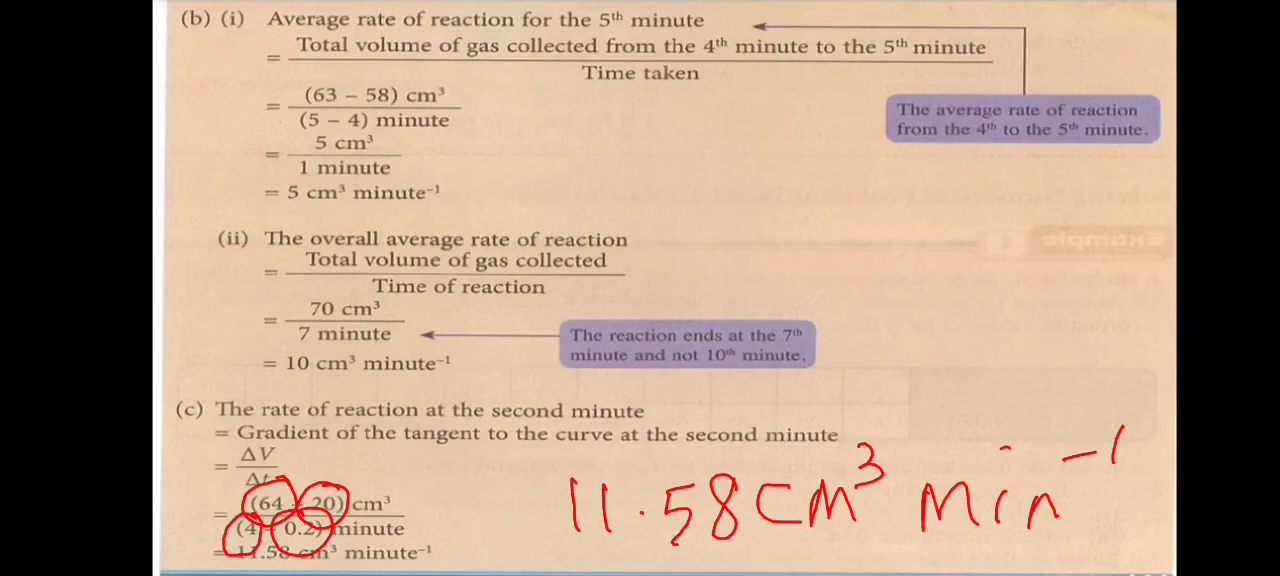 (b) (i) Average rate of reaction for the 5ᵗʰ minute
= Total volume of gas collected from the 4ᵗʰ minute to the 5ᵗʰ minute
Time taken
= (63 – 58) cm³
(5 – 4) minute
= 5 cm³
1 minute
= 5 cm³ minute⁻¹
The average rate of reaction
from the 4ᵗʰ to the 5ᵗʰ minute.
(ii) The overall average rate of reaction
= Total volume of gas collected
Time of reaction
= 70 cm³
7 minute
= 10 cm³ minute⁻¹
The reaction ends at the 7ᵗʰ
minute and not 10ᵗʰ minute.
(c) The rate of reaction at the second minute
= Gradient of the tangent to the curve at the second minute
= ΔV
Δt
= (64 – 20) cm³
(4 – 0.2) minute
= 11.58 cm³ minute⁻¹
11.58 cm³ min⁻¹